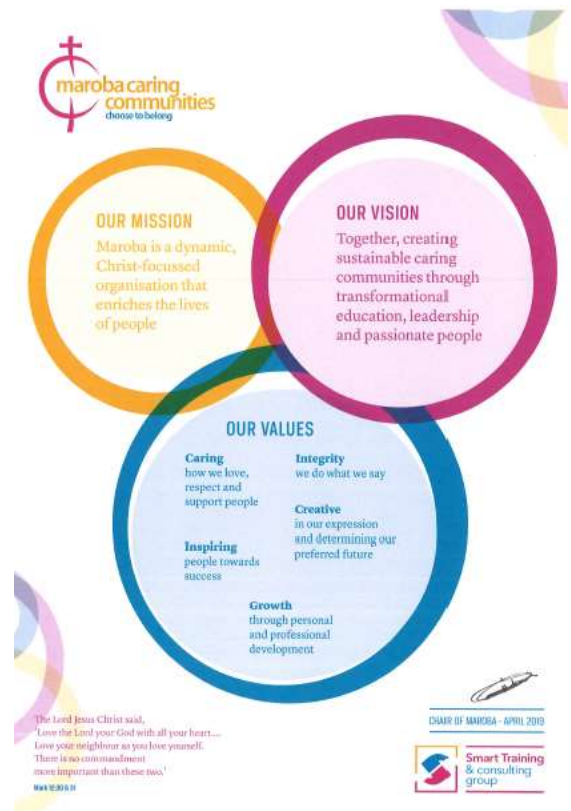 maroba caring
communities
choose to belong
OUR MISSION
Maroba is a dynamic,
Christ-focussed
organisation that
enriches the lives
of people
OUR VISION
Together, creating
sustainable caring
communities through
transformational
education, leadership
and passionate people
OUR VALUES
Caring
how we love,
respect and
support people
Integrity
we do what we say
Creative
in our expression
and determining our
preferred future
Inspiring
people towards
success
Growth
through personal
and professional
development
The Lord Jesus Christ said,
'Love the Lord your God with all your heart....
Love your neighbour as you love yourself.
There is no commandment
more important than these two.'
Mark 12:30 & 31
CHAIR OF MAROBA - APRIL 2019
Smart Training
& consulting
group